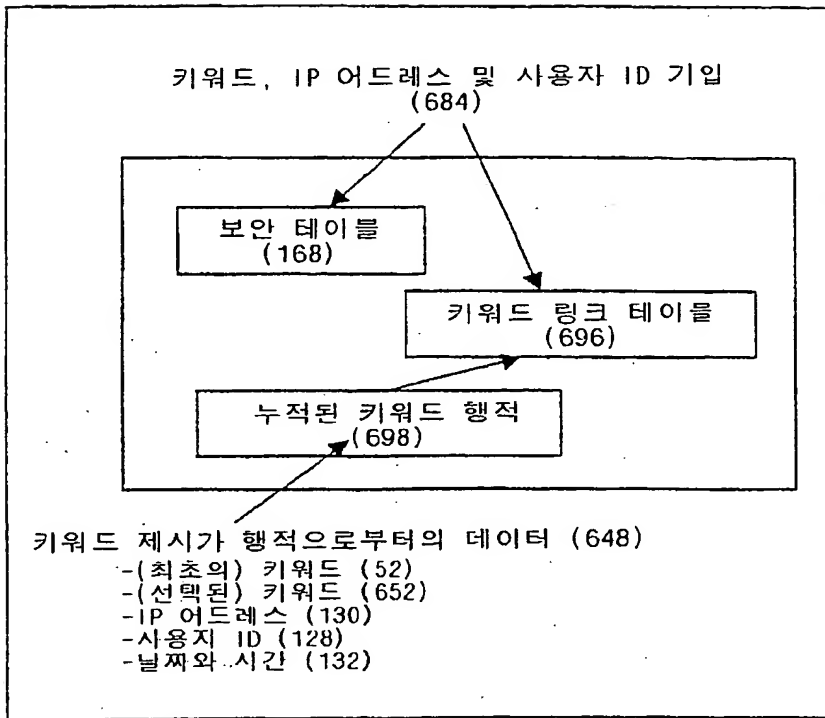 키워드, IP 어드레스 및 사용자 ID 기입
(684)
보안 테이블
(168)
키워드 링크 테이블
(696)
누적된 키워드 행적
(698)
키워드 제시가 행적으로부터의 데이터 (648)
-(최초의) 키워드 (52)
-(선택된) 키워드 (652)
-IP 어드레스 (130)
-사용지 ID (128)
-날짜와 시간 (132)